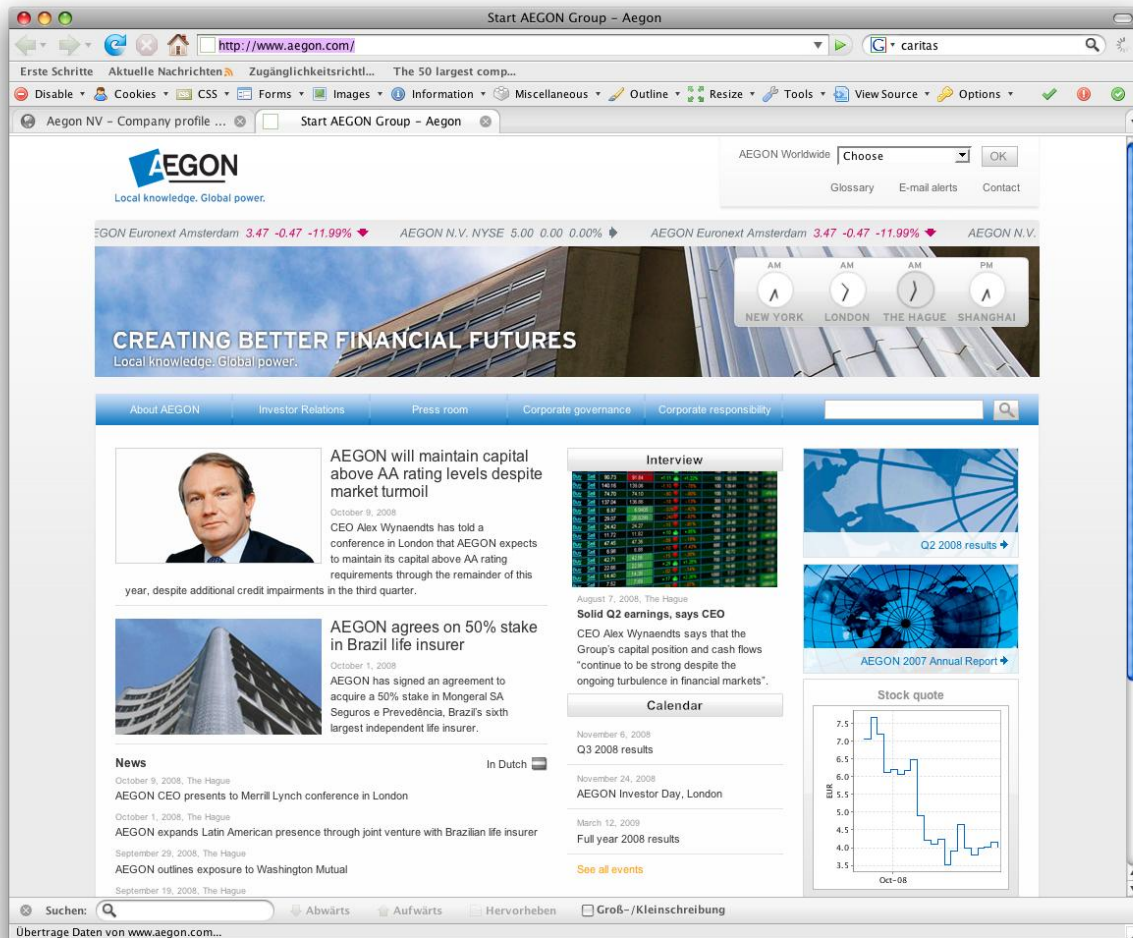 Start AEGON Group – Aegon
http://www.aegon.com/
G caritas
Erste Schritte Aktuelle Nachrichten Zugänglichkeitsrichtl... The 50 largest comp...
Disable Cookies CSS Forms Images Information Miscellaneous Outline Resize Tools View Source Options
Aegon NV – Company profile ... Start AEGON Group – Aegon
AEGON
Local knowledge. Global power.
AEGON Worldwide Choose OK
Glossary E-mail alerts Contact
EGON Euronext Amsterdam 3.47 -0.47 -11.99% AEGON N.V. NYSE 5.00 0.00 0.00% AEGON Euronext Amsterdam 3.47 -0.47 -11.99% AEGON N.V.
AM AM AM PM
NEW YORK LONDON THE HAGUE SHANGHAI
CREATING BETTER FINANCIAL FUTURES
Local knowledge. Global power.
About AEGON Investor Relations Press room Corporate governance Corporate responsibility
AEGON will maintain capital
above AA rating levels despite
market turmoil
October 9, 2008
CEO Alex Wynaendts has told a
conference in London that AEGON expects
to maintain its capital above AA rating
requirements through the remainder of this
year, despite additional credit impairments in the third quarter.
AEGON agrees on 50% stake
in Brazil life insurer
October 1, 2008
AEGON has signed an agreement to
acquire a 50% stake in Mongeral SA
Seguros e Prevedência, Brazil's sixth
largest independent life insurer.
News In Dutch
October 9, 2008, The Hague
AEGON CEO presents to Merrill Lynch conference in London
October 1, 2008, The Hague
AEGON expands Latin American presence through joint venture with Brazilian life insurer
September 29, 2008, The Hague
AEGON outlines exposure to Washington Mutual
September 19, 2008, The Hague
Interview
August 7, 2008, The Hague
Solid Q2 earnings, says CEO
CEO Alex Wynaendts says that the
Group's capital position and cash flows
"continue to be strong despite the
ongoing turbulence in financial markets".
Calendar
November 6, 2008
Q3 2008 results
November 24, 2008
AEGON Investor Day, London
March 12, 2009
Full year 2008 results
See all events
Q2 2008 results
AEGON 2007 Annual Report
Stock quote
7.5
7.0
6.5
6.0
EUR
5.5
5.0
4.5
4.0
3.5
Oct-08
Suchen: Abwärts Aufwärts Hervorheben Groß-/Kleinschreibung
Übertrage Daten von www.aegon.com...